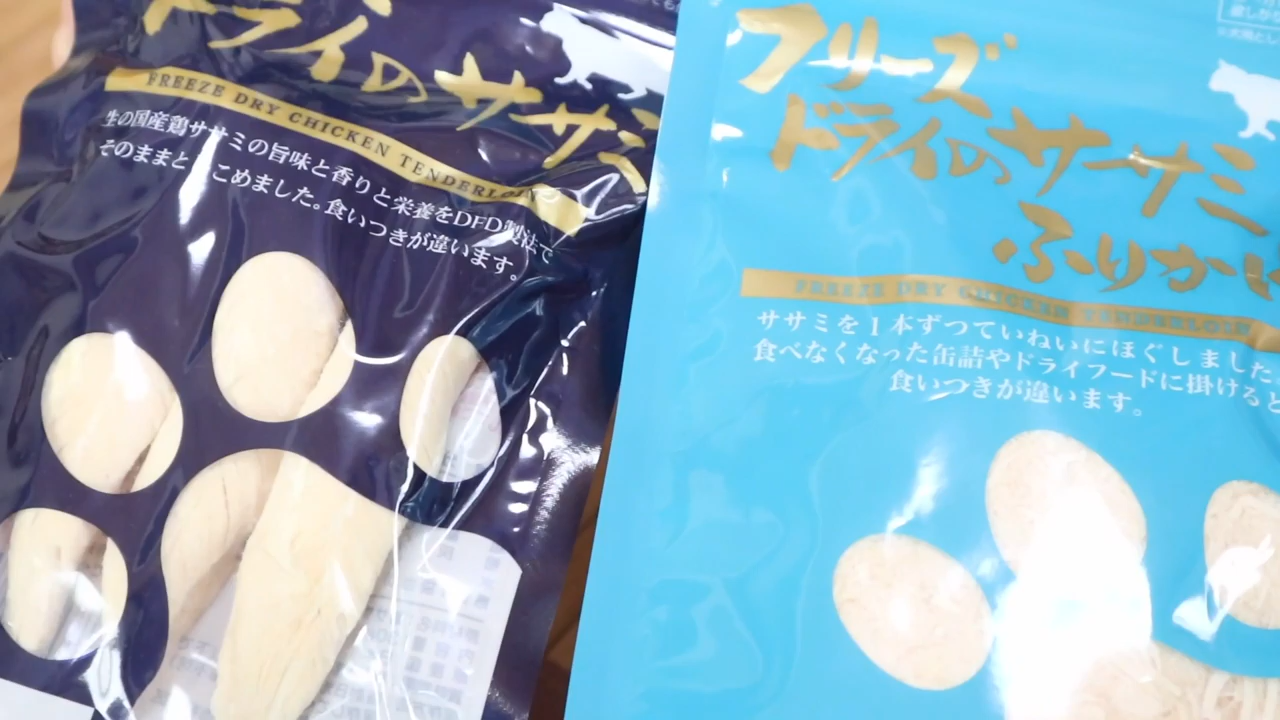 ドライのササミ
FREEZE DRY CHICKEN TENDERLOIN
生の国産鶏ササミの旨味と香りと栄養をDFD製法で
そのままとじこめました。食いつきが違います。
フリーズ
ドライのササミ
ふりかけ
FREEZE DRY CHICKEN TENDERLOIN
ササミを1本ずつていねいにほぐしました。
食べなくなった缶詰やドライフードに掛けると
食いつきが違います。